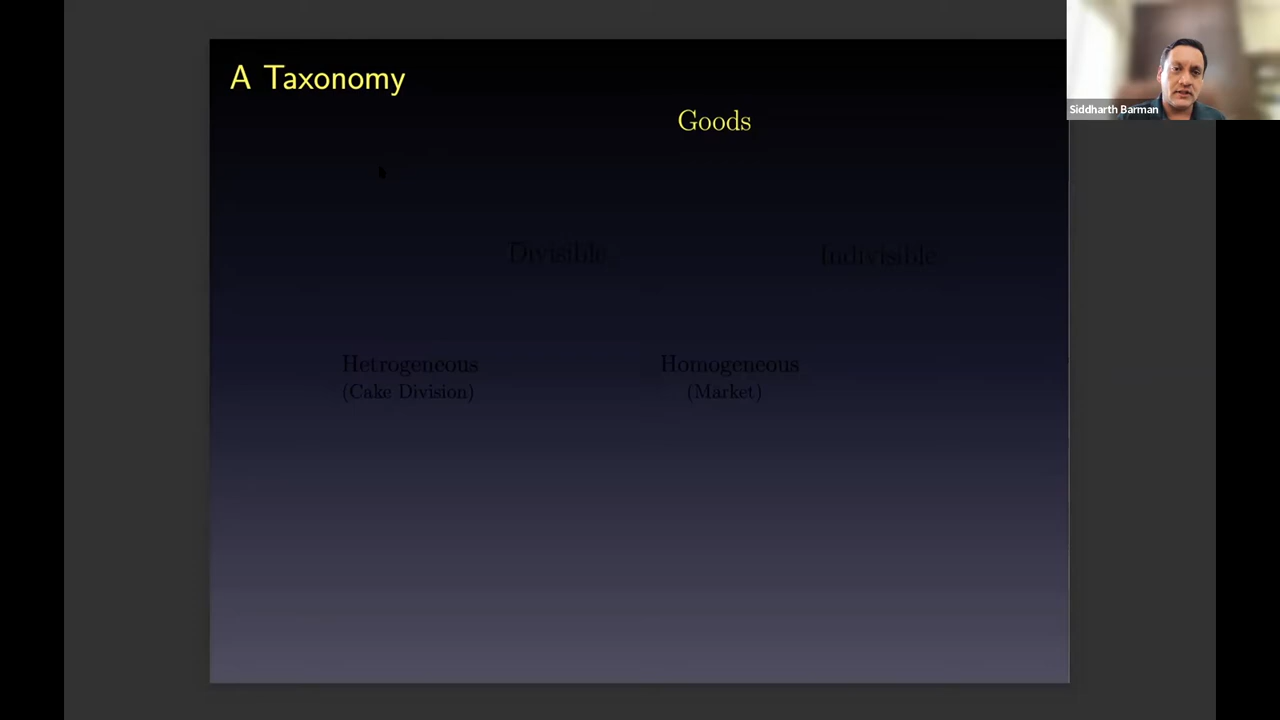 A Taxonomy
Siddharth Barman
Goods
Divisible
Indivisible
Hetrogeneous
(Cake Division)
Homogeneous
(Market)